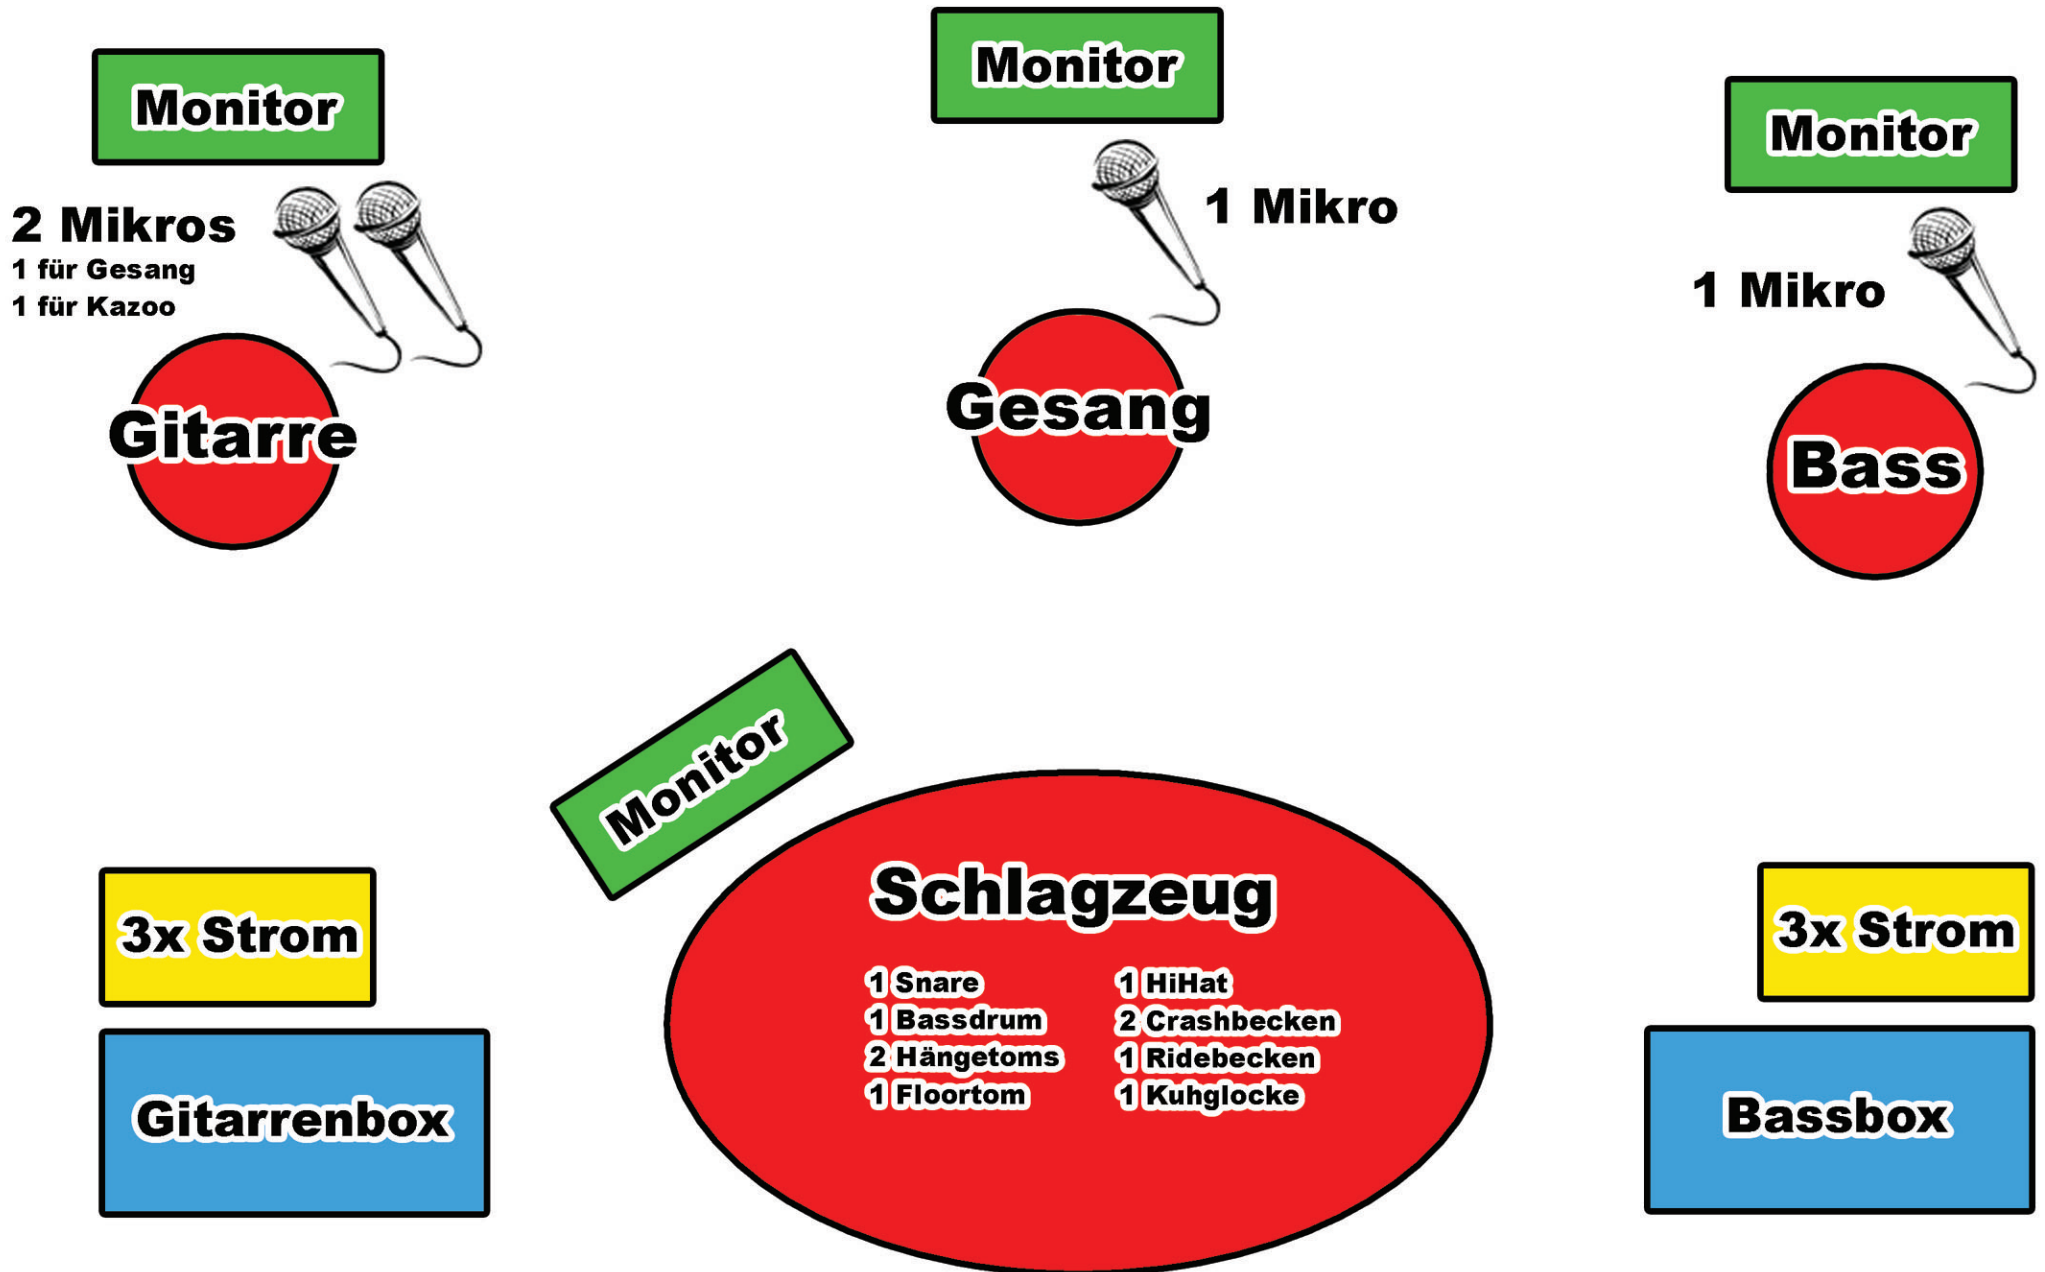 Monitor
Monitor
Monitor
2 Mikros
1 für Gesang
1 für Kazoo
1 Mikro
1 Mikro
Gitarre
Gesang
Bass
Monitor
3x Strom
Gitarrenbox
Schlagzeug
1 Snare
1 Bassdrum
2 Hängetoms
1 Floortom
1 HiHat
2 Crashbecken
1 Ridebecken
1 Kuhglocke
3x Strom
Bassbox